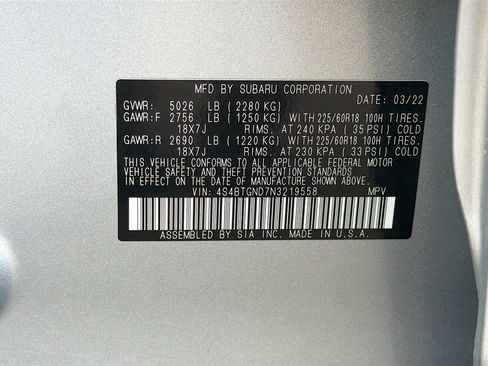 MFD BY SUBARU CORPORATION
GVWR: 5026 LB (2280 KG) DATE: 03/22
GAWR:F 2756 LB (1250 KG) WITH 225/60R18 100H TIRES.
18X7J RIMS. AT 240 KPA (35 PSI) COLD
GAWR:R 2690 LB (1220 KG) WITH 225/60R18 100H TIRES.
18X7J RIMS. AT 230 KPA (33 PSI) COLD
THIS VEHICLE CONFORMS TO ALL APPLICABLE FEDERAL MOTOR
VEHICLE SAFETY AND THEFT PREVENTION STANDARDS IN EFFECT
ON THE DATE OF MANUFACTURE SHOWN ABOVE.
VIN: 4S4BTGND7N3219558 MPV
ASSEMBLED BY SIA INC. MADE IN U.S.A.